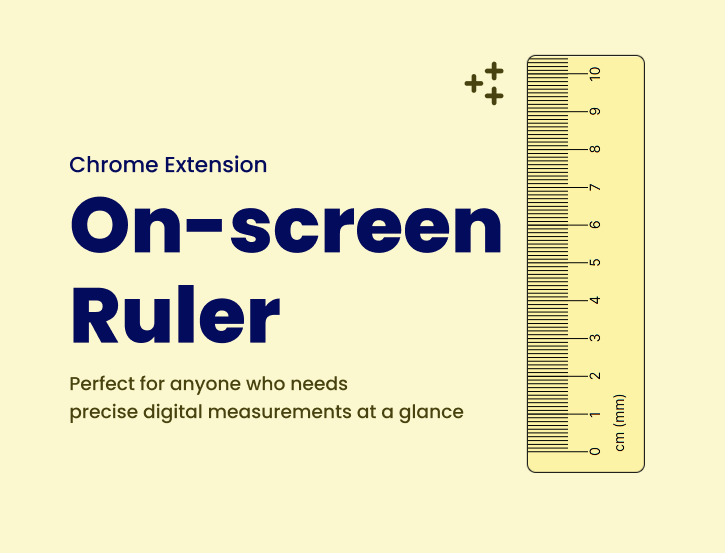 Chrome Extension
On-screen
Ruler
Perfect for anyone who needs
precise digital measurements at a glance
10
9
8
7
6
5
4
3
2
1
0
cm (mm)